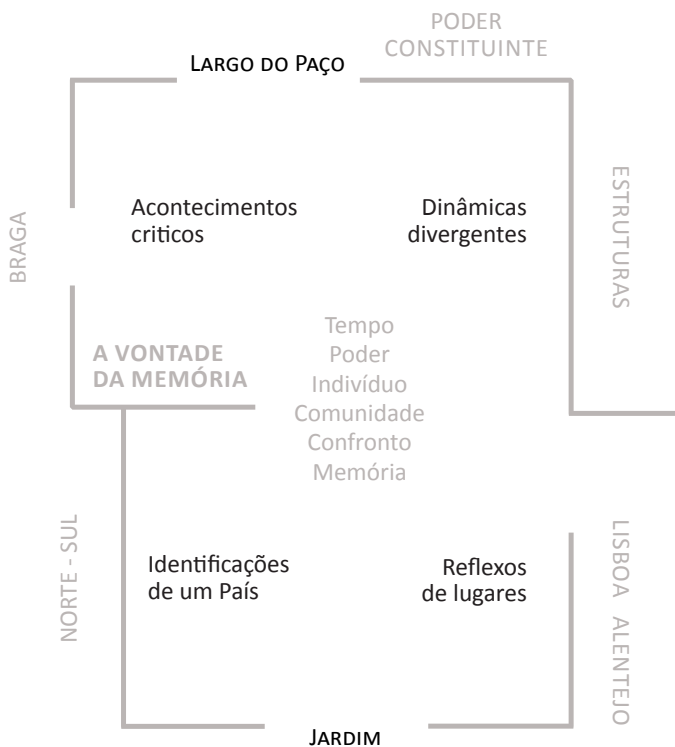 PODER
CONSTITUINTE
LARGO DO PAÇO
BRAGA
Acontecimentos
criticos
Dinâmicas
divergentes
ESTRUTURAS
A VONTADE
DA MEMÓRIA
Tempo
Poder
Indivíduo
Comunidade
Confronto
Memória
NORTE - SUL
Identificações
de um País
Reflexos
de lugares
LISBOA ALENTEJO
JARDIM